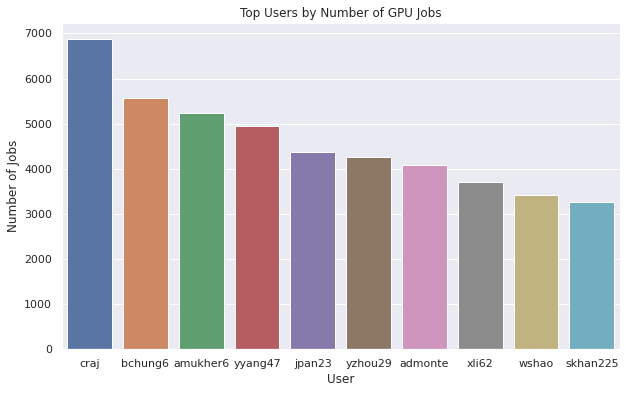 Top Users by Number of GPU Jobs
Number of Jobs
7000
6000
5000
4000
3000
2000
1000
0
craj bchung6 amukher6 yyang47 jpan23 yzhou29 admonte xli62 wshao skhan225
User